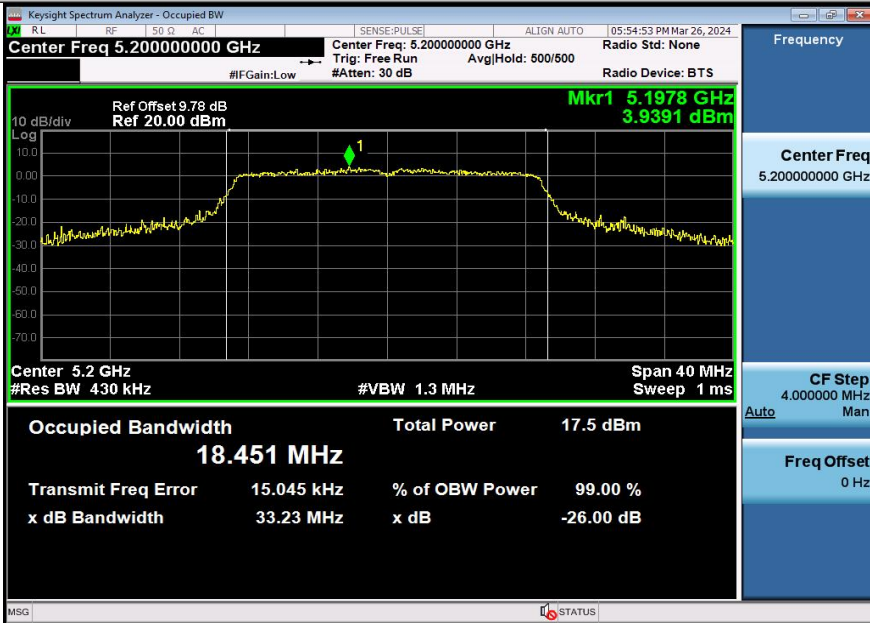 Keysight Spectrum Analyzer - Occupied BW
LXI RL RF 50 Ω AC SENSE:PULSE ALIGN AUTO 05:54:53 PM Mar 26, 2024
Center Freq 5.200000000 GHz
Center Freq: 5.200000000 GHz Radio Std: None
Trig: Free Run Avg|Hold: 500/500
#IFGain:Low #Atten: 30 dB Radio Device: BTS
Ref Offset 9.78 dB Mkr1 5.1978 GHz
10 dB/div Ref 20.00 dBm 3.9391 dBm
Log
10.0
1
0.00
-10.0
-20.0
-30.0
-40.0
-50.0
-60.0
-70.0
Center 5.2 GHz Span 40 MHz
#Res BW 430 kHz #VBW 1.3 MHz Sweep 1 ms
Occupied Bandwidth Total Power 17.5 dBm
18.451 MHz
Transmit Freq Error 15.045 kHz % of OBW Power 99.00 %
x dB Bandwidth 33.23 MHz x dB -26.00 dB
Frequency
Center Freq
5.200000000 GHz
CF Step
4.000000 MHz
Auto Man
Freq Offset
0 Hz
MSG STATUS